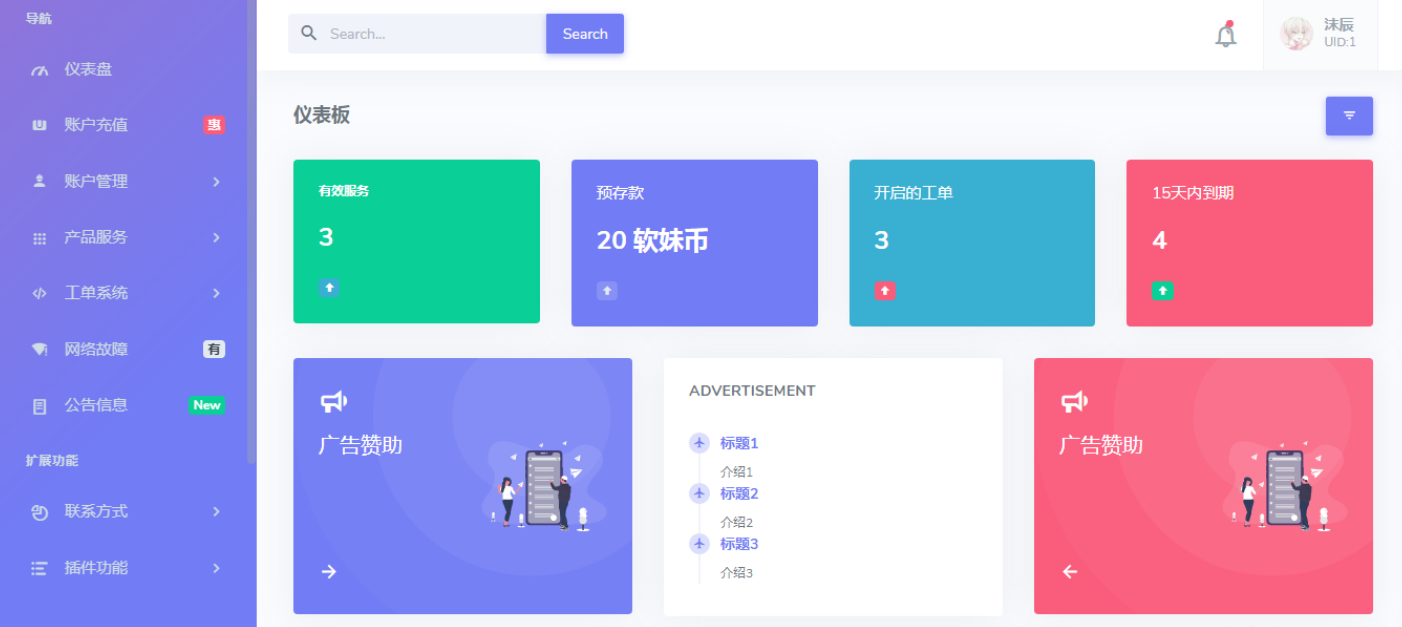 导航
仪表盘
账户充值
惠
账户管理
产品服务
工单系统
网络故障
有
公告信息
New
扩展功能
联系方式
插件功能
Search...
Search
沫辰
UID:1
仪表板
有效服务
3
预存款
20 软妹币
开启的工单
3
15天内到期
4
广告赞助
ADVERTISEMENT
标题1
介绍1
标题2
介绍2
标题3
介绍3
广告赞助